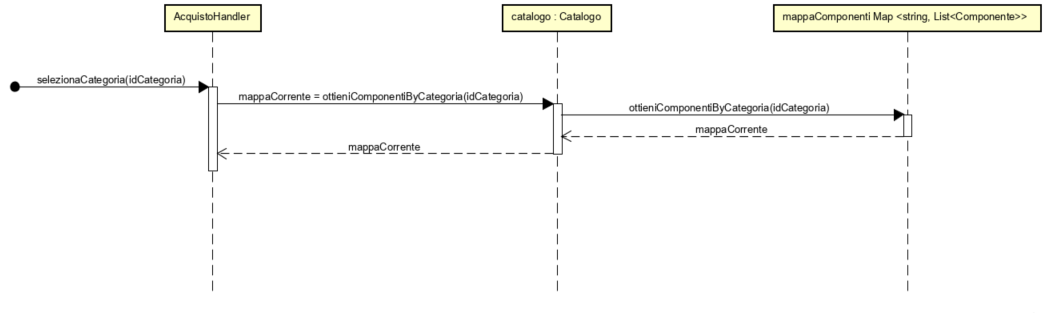 AcquistoHandler
catalogo : Catalogo
mappaComponenti Map <string, List<Componente>>
selezionaCategoria(idCategoria)
mappaCorrente = ottieniComponentiByCategoria(idCategoria)
ottieniComponentiByCategoria(idCategoria)
mappaCorrente
mappaCorrente